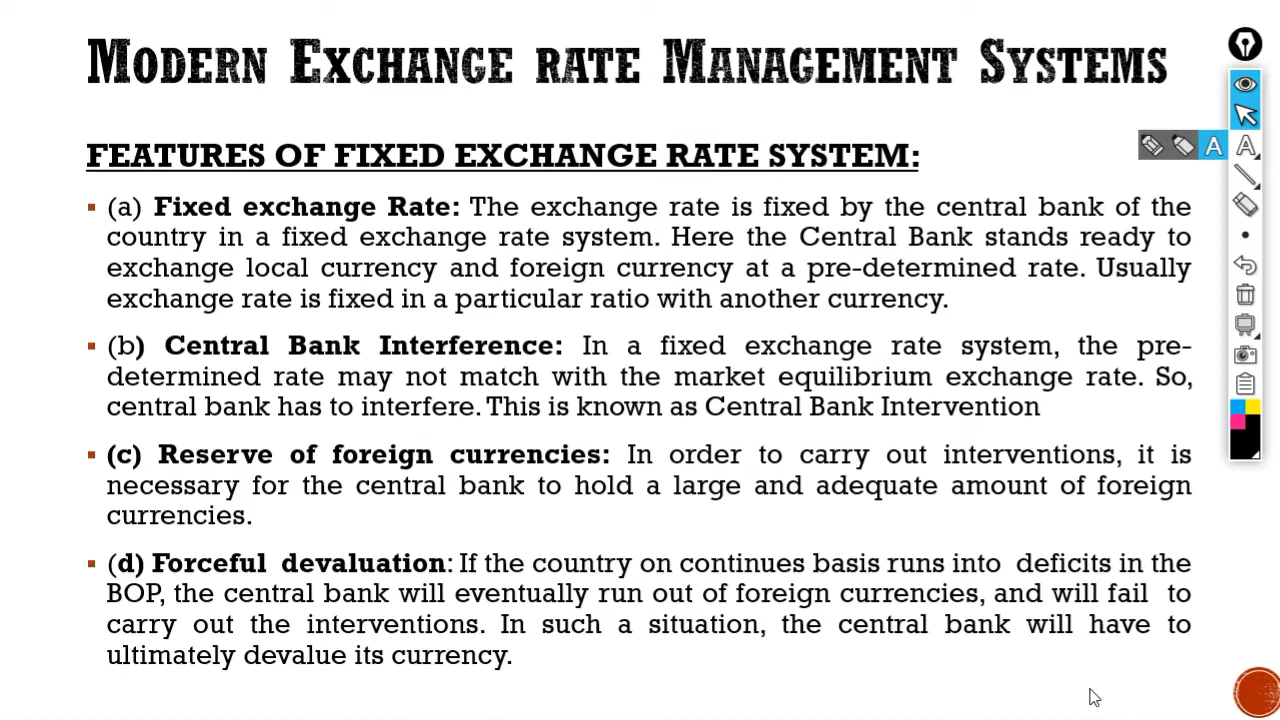 Modern Exchange rate Management Systems
FEATURES OF FIXED EXCHANGE RATE SYSTEM:
▪ (a) Fixed exchange Rate: The exchange rate is fixed by the central bank of the
country in a fixed exchange rate system. Here the Central Bank stands ready to
exchange local currency and foreign currency at a pre-determined rate. Usually
exchange rate is fixed in a particular ratio with another currency.
▪ (b) Central Bank Interference: In a fixed exchange rate system, the pre-
determined rate may not match with the market equilibrium exchange rate. So,
central bank has to interfere. This is known as Central Bank Intervention
▪ (c) Reserve of foreign currencies: In order to carry out interventions, it is
necessary for the central bank to hold a large and adequate amount of foreign
currencies.
▪ (d) Forceful devaluation: If the country on continues basis runs into deficits in the
BOP, the central bank will eventually run out of foreign currencies, and will fail to
carry out the interventions. In such a situation, the central bank will have to
ultimately devalue its currency.
A
A